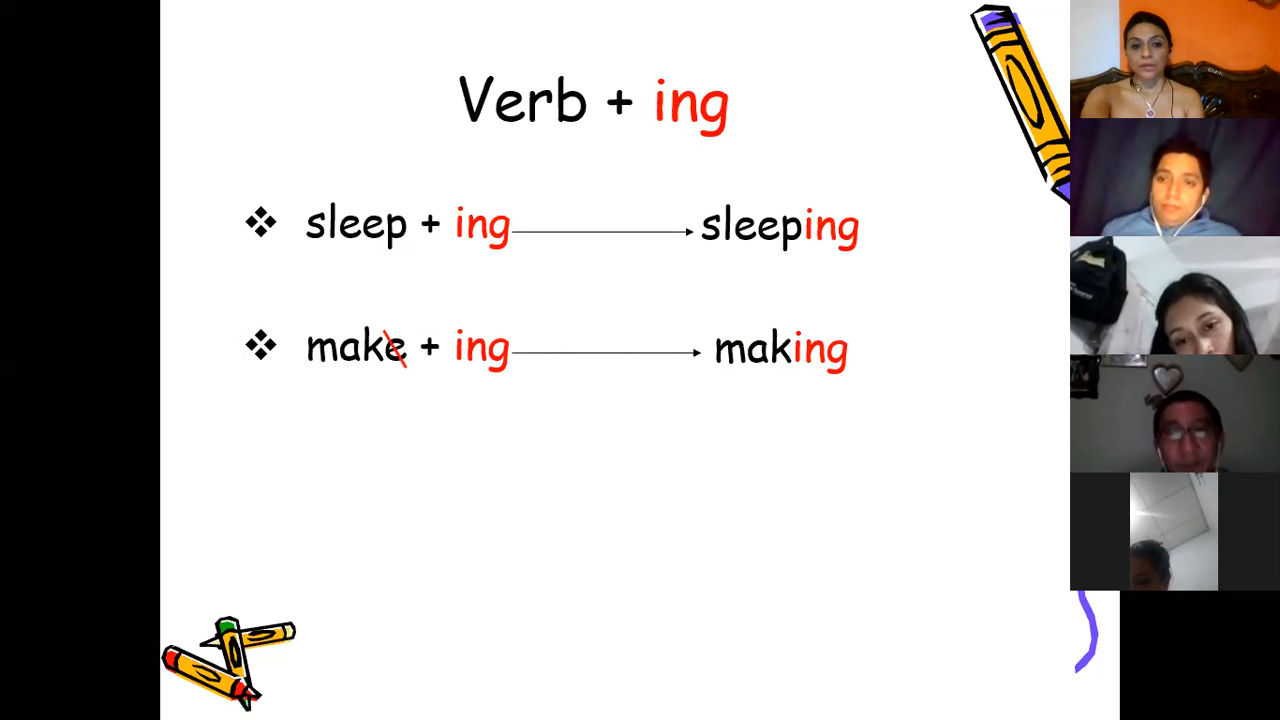 Verb + ing
❖ sleep + ing sleeping
❖ make + ing making